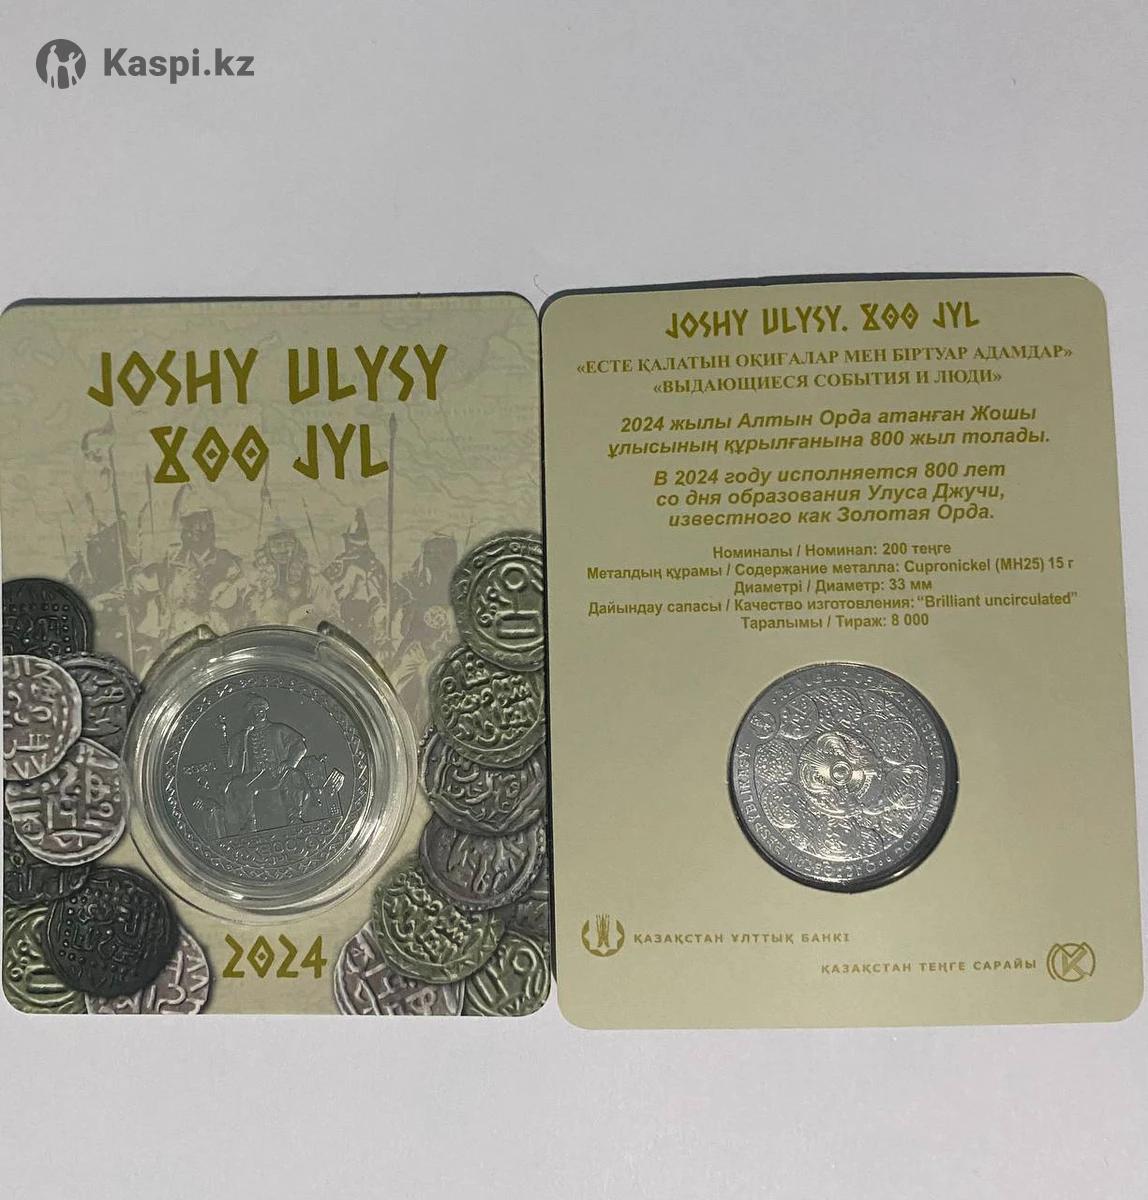 Kaspi.kz
JOSHY ULYSY
800 JYL
2024
JOSHY ULYSY. 800 JYL
«ЕСТЕ ҚАЛАТЫН ОҚИҒАЛАР МЕН БІРТУАР АДАМДАР»
«ВЫДАЮЩИЕСЯ СОБЫТИЯ И ЛЮДИ»
2024 жылы Алтын Орда атанған Жошы
ұлысының құрылғанына 800 жыл толады.
В 2024 году исполняется 800 лет
со дня образования Улуса Джучи,
известного как Золотая Орда.
Номиналы / Номинал: 200 теңге
Металдың құрамы / Содержание металла: Cupronickel (МН25) 15 г
Диаметрі / Диаметр: 33 мм
Дайындау сапасы / Качество изготовления: “Brilliant uncirculated”
Таралымы / Тираж: 8 000
ҚАЗАҚСТАН ҰЛТТЫҚ БАНКІ
ҚАЗАҚСТАН ТЕҢГЕ САРАЙЫ